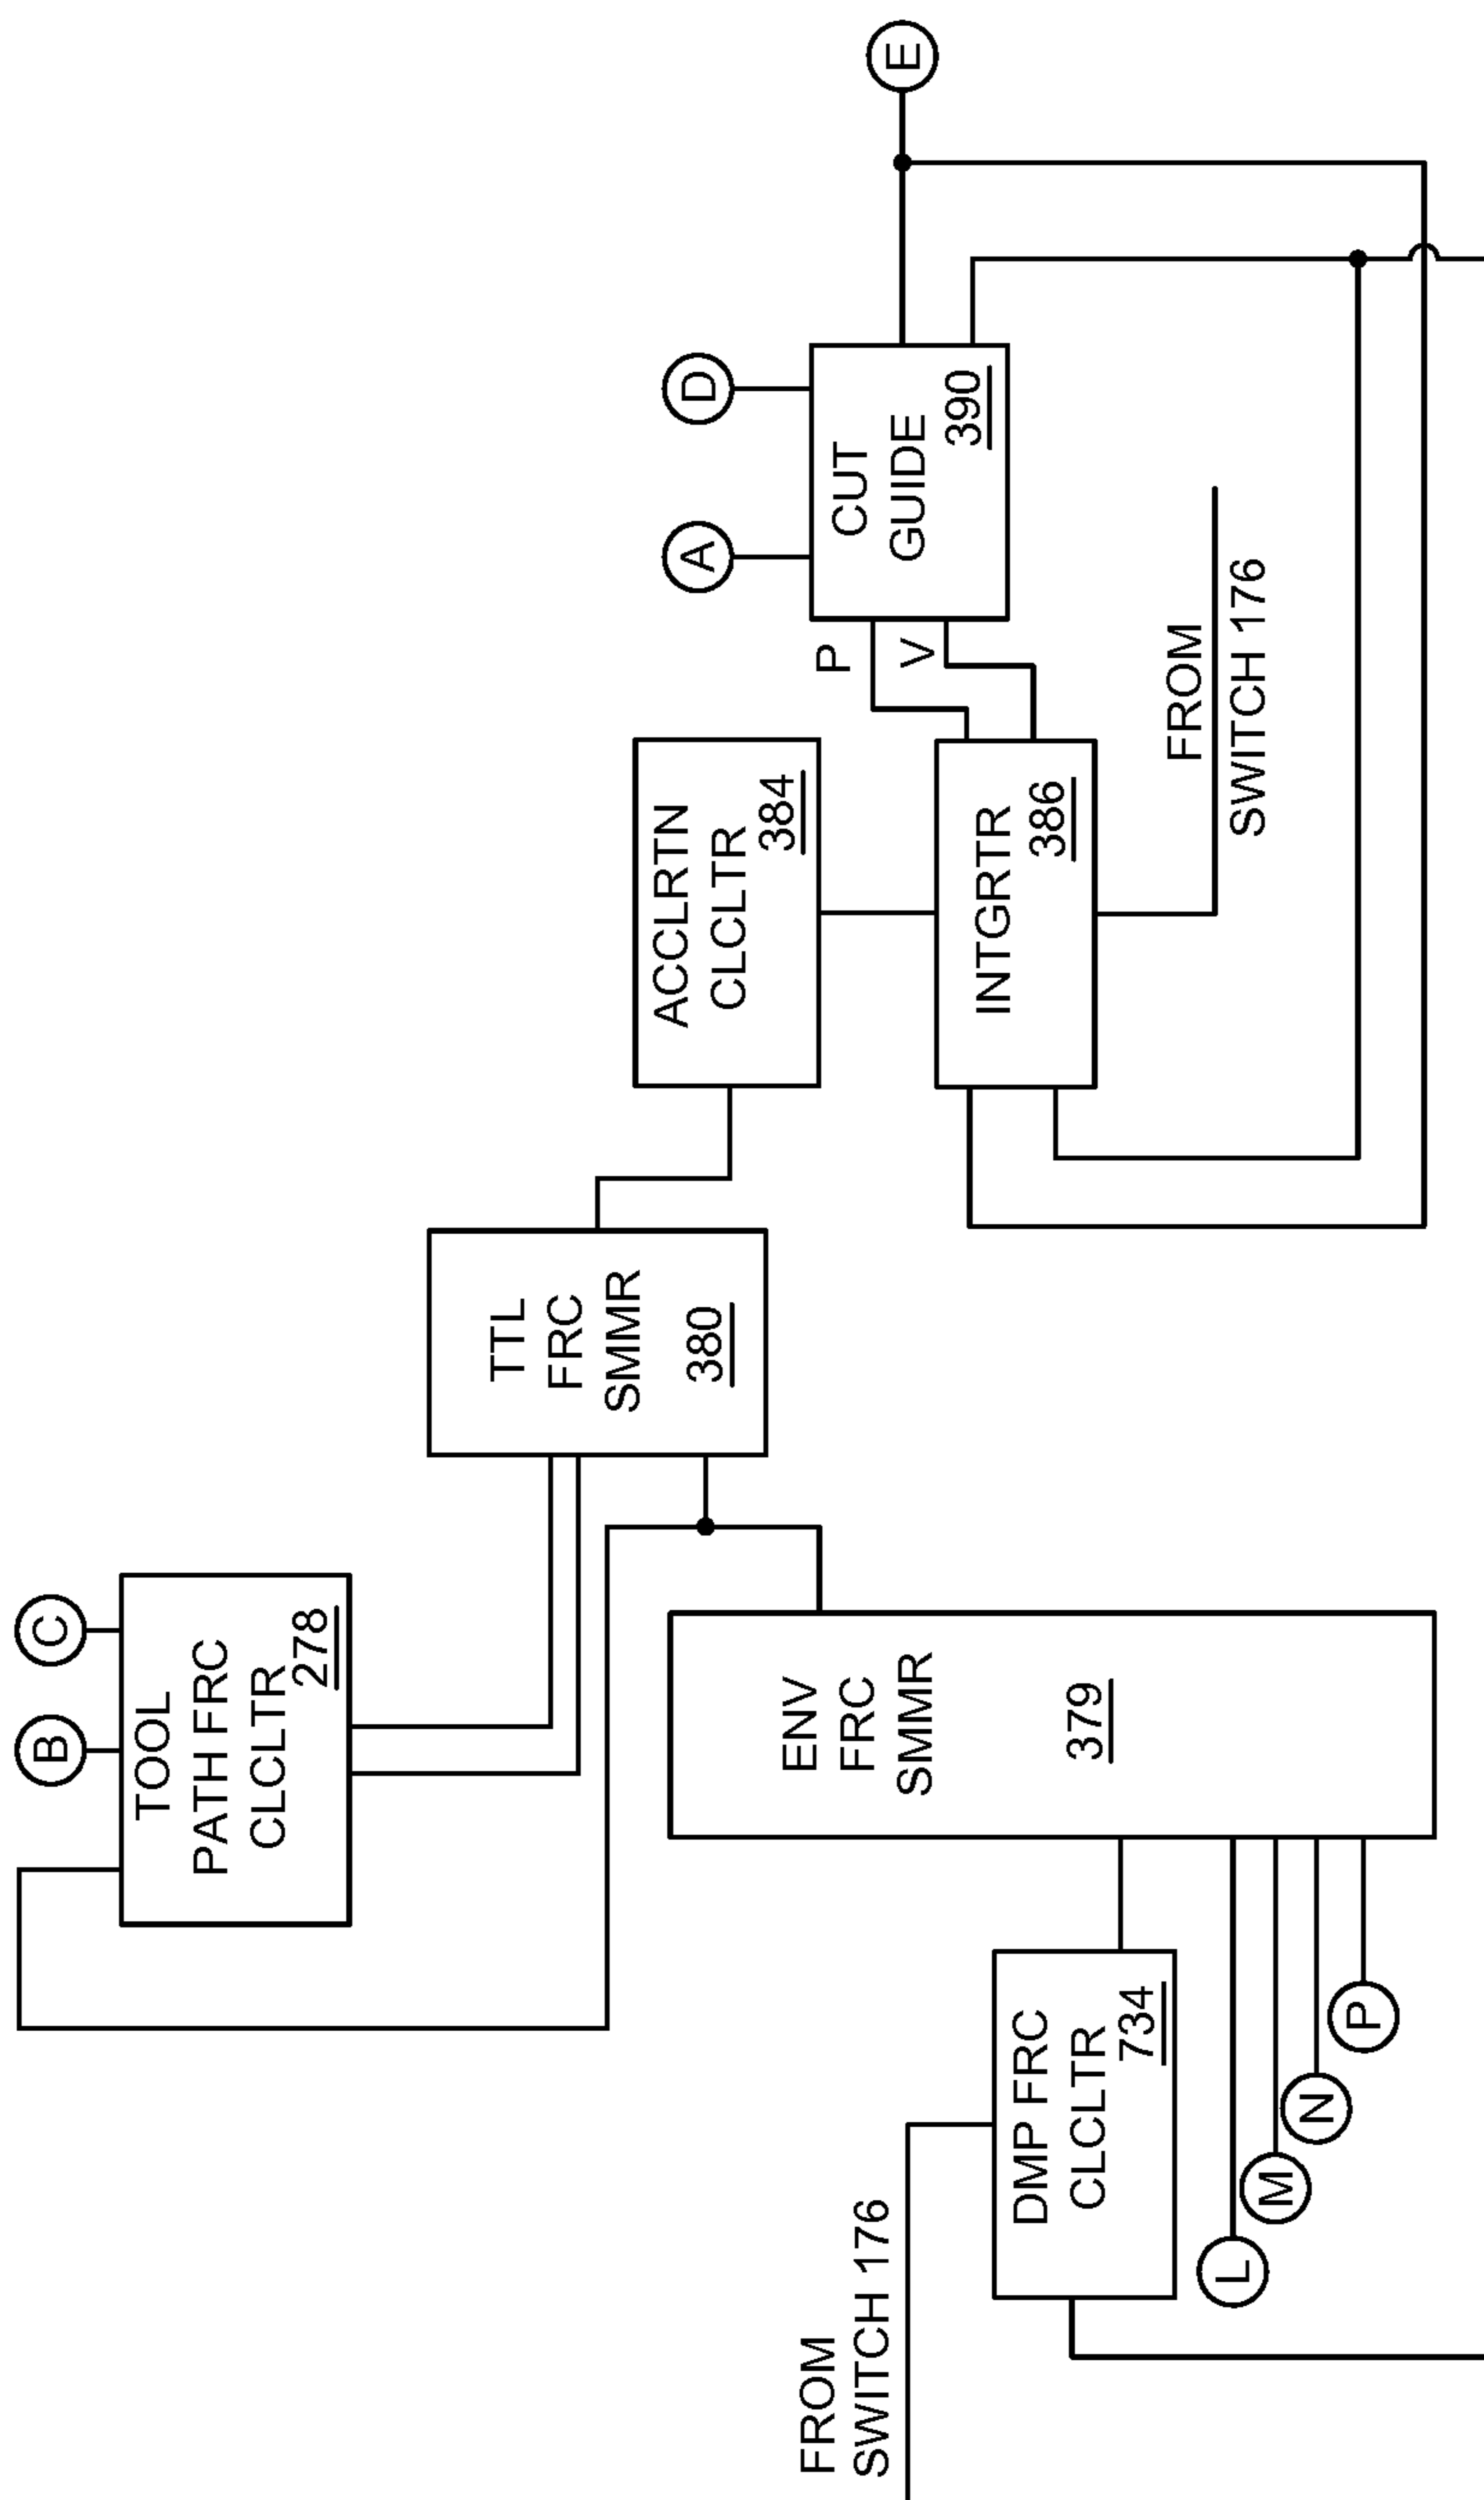 B
C
TOOL
PATH FRC
CLCLTR
278
TTL
FRC
SMMR
380
ACCLRTN
CLCLTR
384
A
D
E
P
V
CUT
GUIDE
390
INTGRTR
386
FROM
SWITCH 176
ENV
FRC
SMMR
379
FROM
SWITCH 176
DMP FRC
CLCLTR
734
L
M
N
P